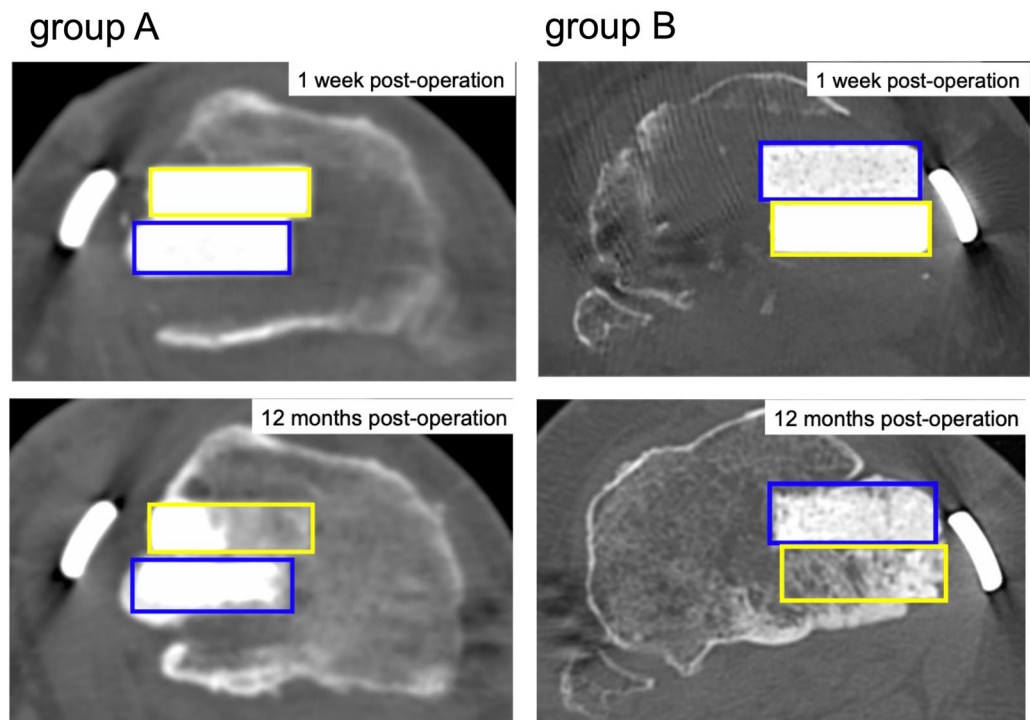 group A
group B
1 week post-operation
1 week post-operation
12 months post-operation
12 months post-operation